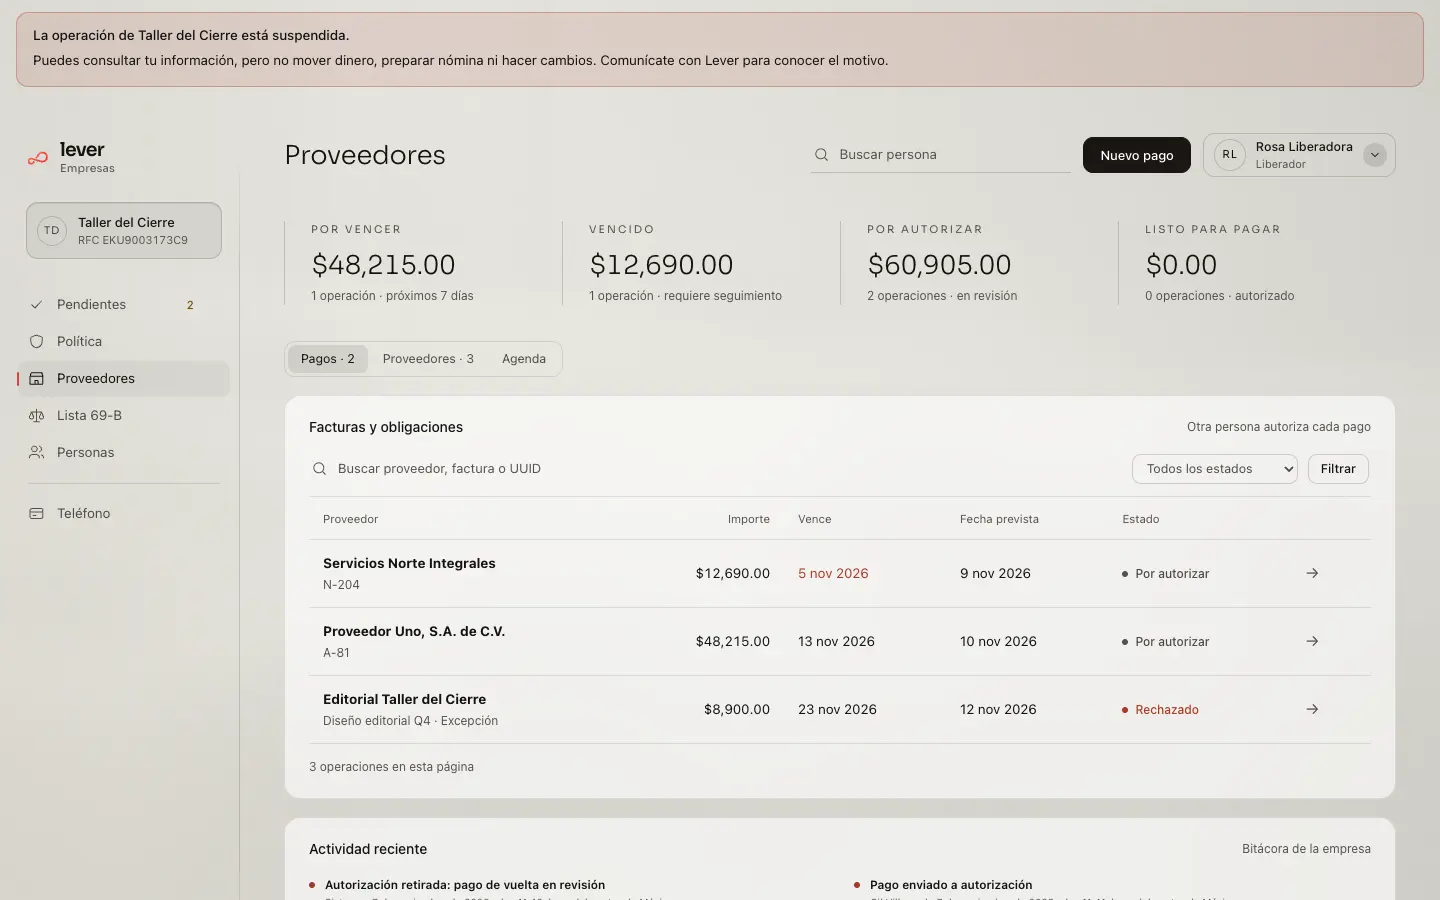 La operación de Taller del Cierre está suspendida.
Puedes consultar tu información, pero no mover dinero, preparar nómina ni hacer cambios. Comunícate con Lever para conocer el motivo.
lever
Empresas
TD
Taller del Cierre
RFC EKU9003173C9
Pendientes 2
Política
Proveedores
Lista 69-B
Personas
Teléfono
Proveedores
Buscar persona
Nuevo pago
RL
Rosa Liberadora
Liberador
POR VENCER
$48,215.00
1 operación · próximos 7 días
VENCIDO
$12,690.00
1 operación · requiere seguimiento
POR AUTORIZAR
$60,905.00
2 operaciones · en revisión
LISTO PARA PAGAR
$0.00
0 operaciones · autorizado
Pagos · 2 Proveedores · 3 Agenda
Facturas y obligaciones Otra persona autoriza cada pago
Buscar proveedor, factura o UUID Todos los estados Filtrar
Proveedor Importe Vence Fecha prevista Estado
Servicios Norte Integrales
N-204
$12,690.00 5 nov 2026 9 nov 2026 Por autorizar
Proveedor Uno, S.A. de C.V.
A-81
$48,215.00 13 nov 2026 10 nov 2026 Por autorizar
Editorial Taller del Cierre
Diseño editorial Q4 · Excepción
$8,900.00 23 nov 2026 12 nov 2026 Rechazado
3 operaciones en esta página
Actividad reciente Bitácora de la empresa
Autorización retirada: pago de vuelta en revisión
Pago enviado a autorización